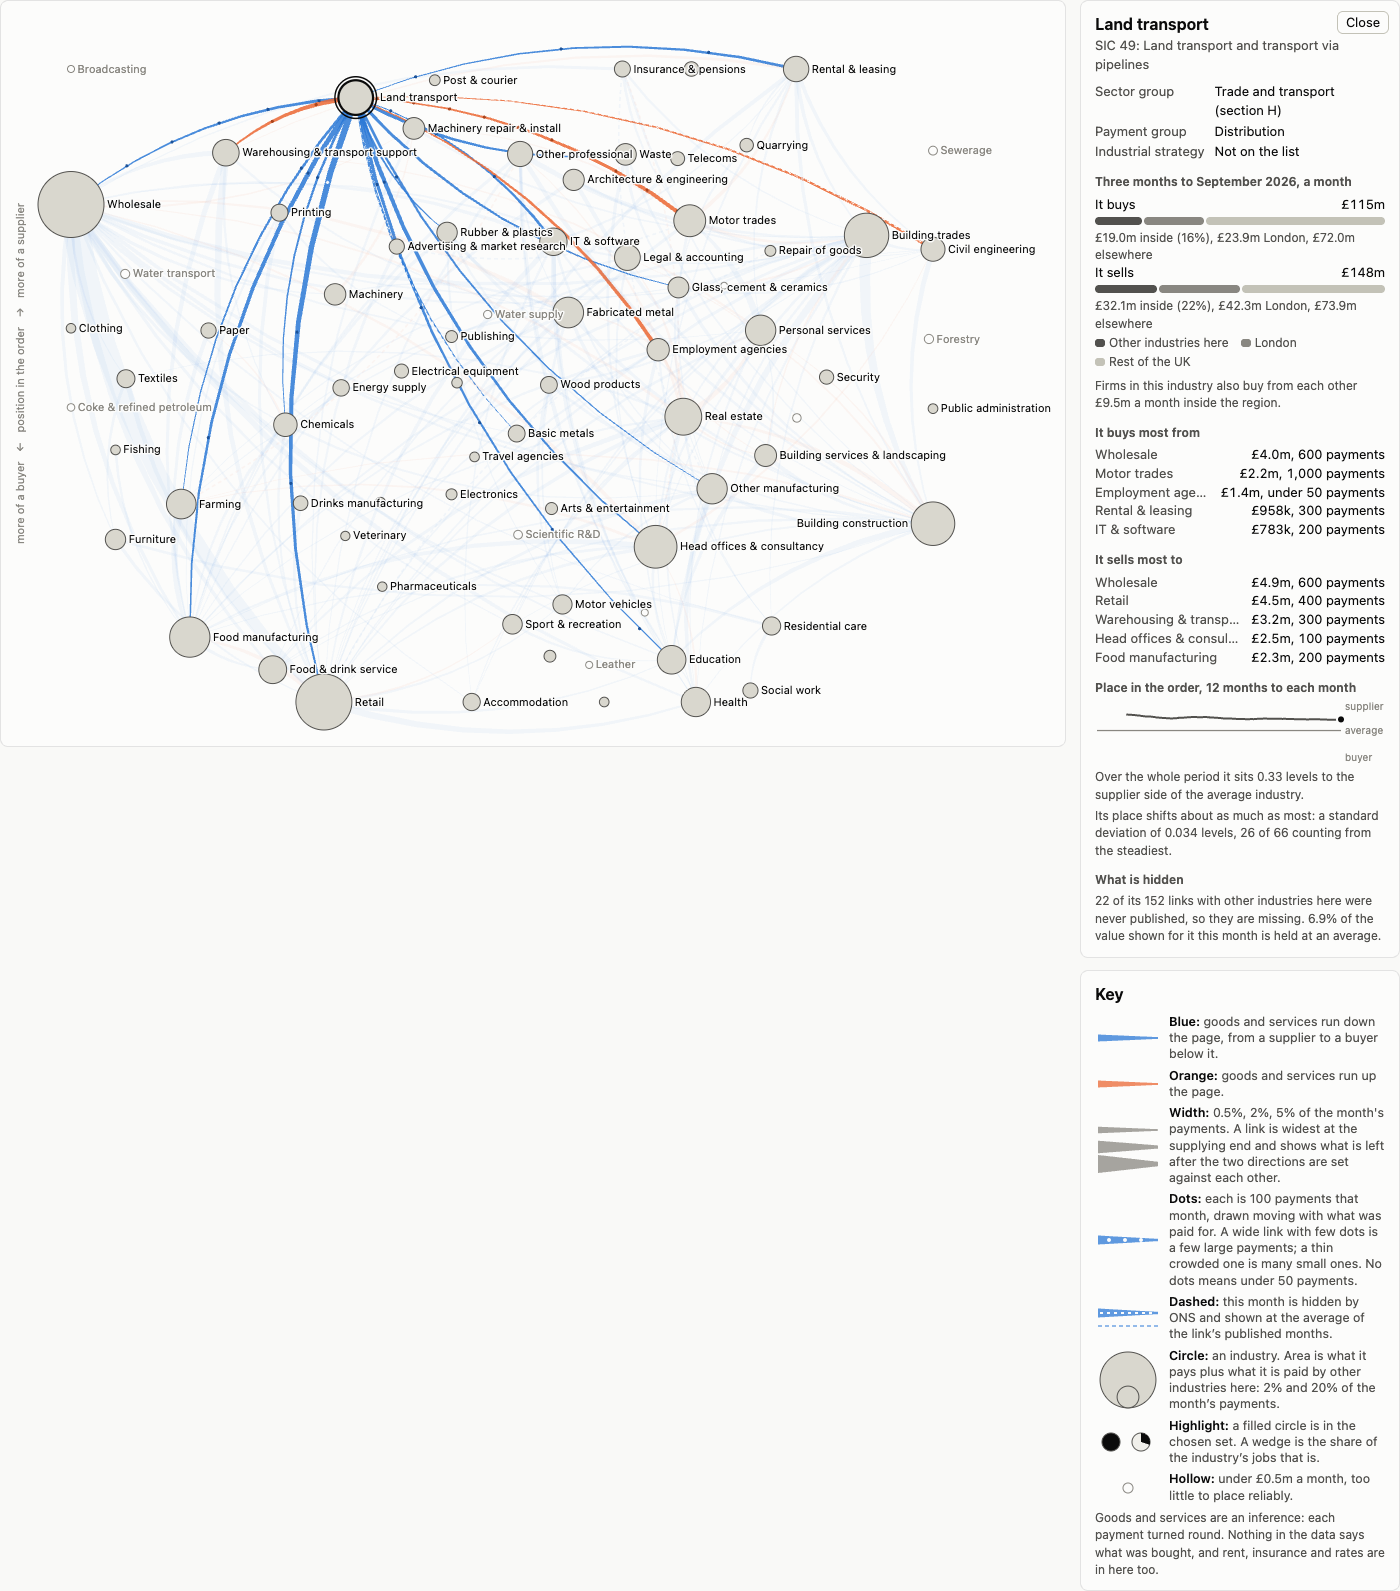 Broadcasting
Post & courier
Insurance & pensions
Rental & leasing
Land transport
Machinery repair & install
Warehousing & transport support
Other professional
Waste
Telecoms
Quarrying
Sewerage
Architecture & engineering
Wholesale
Printing
Motor trades
Rubber & plastics
Advertising & market research
IT & software
Building trades
Repair of goods
Civil engineering
Legal & accounting
Water transport
Machinery
Glass, cement & ceramics
Water supply
Fabricated metal
Clothing
Paper
Publishing
Personal services
Forestry
Employment agencies
Textiles
Electrical equipment
Energy supply
Wood products
Security
Coke & refined petroleum
Public administration
Chemicals
Real estate
Basic metals
Fishing
Travel agencies
Building services & landscaping
Farming
Drinks manufacturing
Electronics
Other manufacturing
Arts & entertainment
Building construction
Furniture
Veterinary
Scientific R&D
Head offices & consultancy
Pharmaceuticals
Motor vehicles
Sport & recreation
Residential care
Food manufacturing
Food & drink service
Leather
Education
Retail
Accommodation
Health
Social work
more of a buyer ← position in the order → more of a supplier
Land transport
Close
SIC 49: Land transport and transport via
pipelines
Sector group Trade and transport
(section H)
Payment group Distribution
Industrial strategy Not on the list
Three months to September 2026, a month
It buys £115m
£19.0m inside (16%), £23.9m London, £72.0m
elsewhere
It sells £148m
£32.1m inside (22%), £42.3m London, £73.9m
elsewhere
Other industries here London
Rest of the UK
Firms in this industry also buy from each other
£9.5m a month inside the region.
It buys most from
Wholesale £4.0m, 600 payments
Motor trades £2.2m, 1,000 payments
Employment age... £1.4m, under 50 payments
Rental & leasing £958k, 300 payments
IT & software £783k, 200 payments
It sells most to
Wholesale £4.9m, 600 payments
Retail £4.5m, 400 payments
Warehousing & transp... £3.2m, 300 payments
Head offices & consul... £2.5m, 100 payments
Food manufacturing £2.3m, 200 payments
Place in the order, 12 months to each month
supplier
average
buyer
Over the whole period it sits 0.33 levels to the
supplier side of the average industry.
Its place shifts about as much as most: a standard
deviation of 0.034 levels, 26 of 66 counting from
the steadiest.
What is hidden
22 of its 152 links with other industries here were
never published, so they are missing. 6.9% of the
value shown for it this month is held at an average.
Key
Blue: goods and services run down
the page, from a supplier to a buyer
below it.
Orange: goods and services run up
the page.
Width: 0.5%, 2%, 5% of the month's
payments. A link is widest at the
supplying end and shows what is left
after the two directions are set
against each other.
Dots: each is 100 payments that
month, drawn moving with what was
paid for. A wide link with few dots is
a few large payments; a thin
crowded one is many small ones. No
dots means under 50 payments.
Dashed: this month is hidden by
ONS and shown at the average of
the link's published months.
Circle: an industry. Area is what it
pays plus what it is paid by other
industries here: 2% and 20% of the
month's payments.
Highlight: a filled circle is in the
chosen set. A wedge is the share of
the industry's jobs that is.
Hollow: under £0.5m a month, too
little to place reliably.
Goods and services are an inference: each
payment turned round. Nothing in the data says
what was bought, and rent, insurance and rates are
in here too.